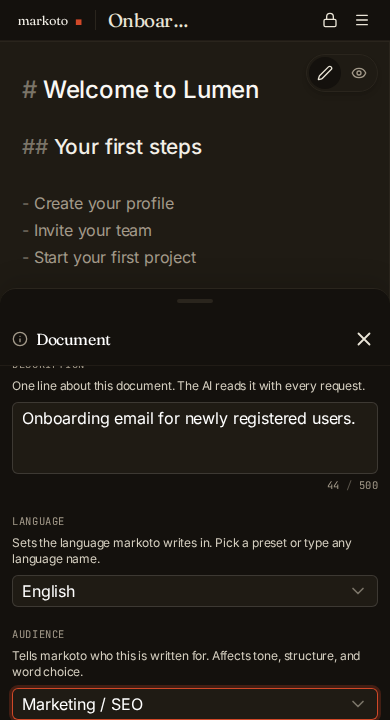 markoto
Onboar...
# Welcome to Lumen
## Your first steps
- Create your profile
- Invite your team
- Start your first project
Document
DESCRIPTION
One line about this document. The AI reads it with every request.
Onboarding email for newly registered users.
44 / 500
LANGUAGE
Sets the language markoto writes in. Pick a preset or type any
language name.
English
AUDIENCE
Tells markoto who this is written for. Affects tone, structure, and
word choice.
Marketing / SEO